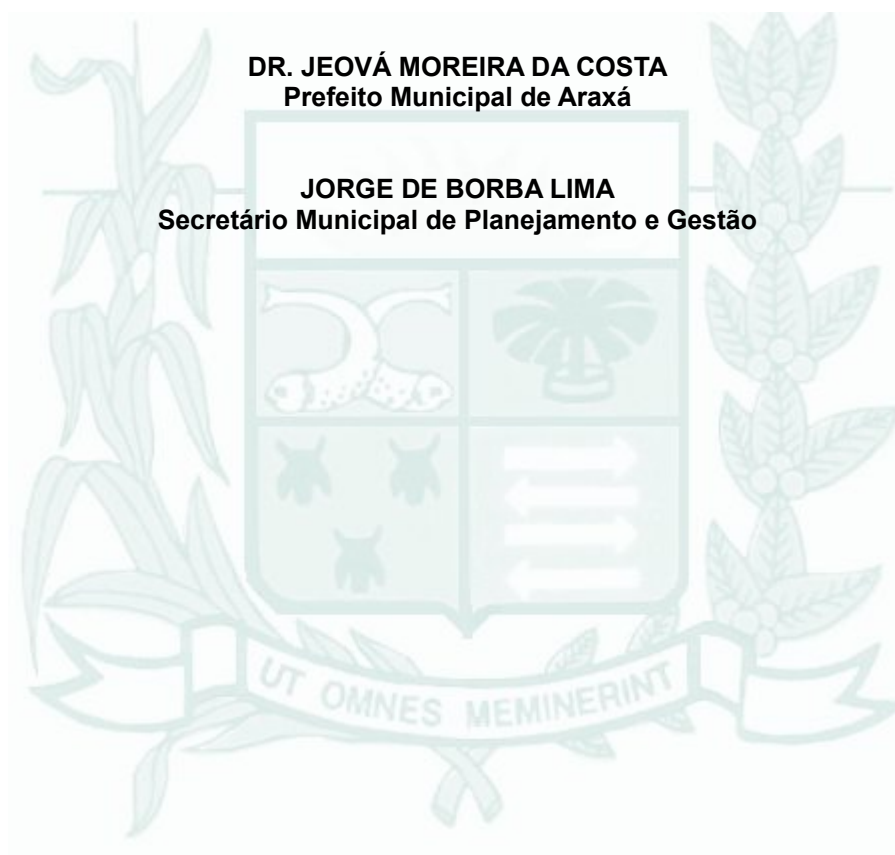 DR. JEOVÁ MOREIRA DA COSTA
Prefeito Municipal de Araxá
JORGE DE BORBA LIMA
Secretário Municipal de Planejamento e Gestão
UT OMNES MEMINERINT